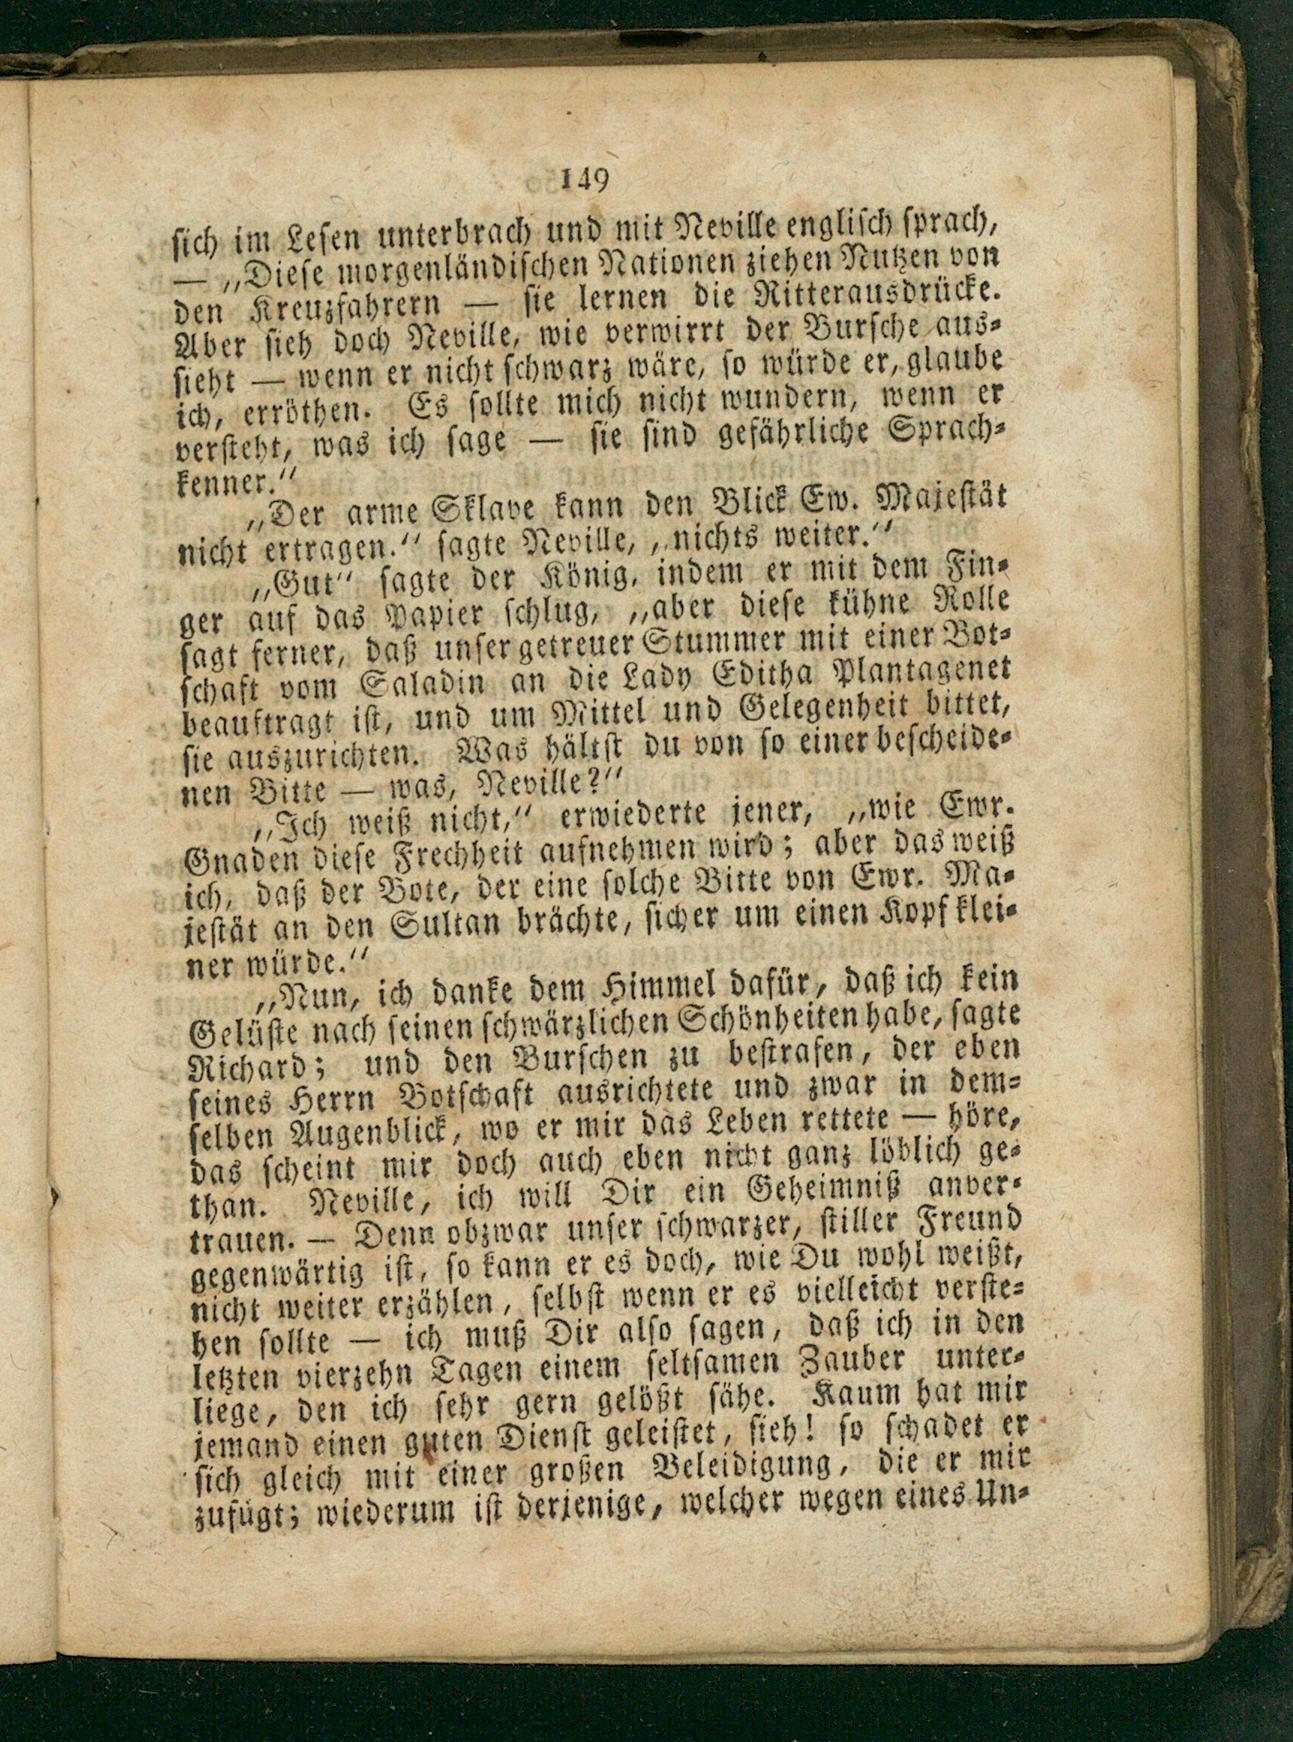 149
sich im Lesen unterbrach und mit Neville englisch sprach,
— „Diese morgenländischen Nationen ziehen Nutzen von
den Kreuzfahrern — sie lernen die Ritterausdrücke.
Aber sieh doch Neville, wie verwirrt der Bursche aus-
sieht — wenn er nicht schwarz wäre, so würde er, glaube
ich, erröthen. Es sollte mich nicht wundern, wenn er
versteht, was ich sage — sie sind gefährliche Sprach-
kenner.“
„Der arme Sklave kann den Blick Ew. Majestät
nicht ertragen.“ sagte Neville, „nichts weiter.“
„Gut“ sagte der König, indem er mit dem Fin-
ger auf das Papier schlug, „aber diese kühne Rolle
sagt ferner, daß unser getreuer Stummer mit einer Bot-
schaft vom Saladin an die Lady Editha Plantagenet
beauftragt ist, und um Mittel und Gelegenheit bittet,
sie auszurichten. Was hältst du von so einer bescheide-
nen Bitte — was, Neville?“
„Ich weiß nicht,“ erwiederte jener, „wie Ewr.
Gnaden diese Frechheit aufnehmen wird; aber das weiß
ich, daß der Bote, der eine solche Bitte von Ewr. Ma-
jestät an den Sultan brächte, sicher um einen Kopf klei-
ner würde.“
„Nun, ich danke dem Himmel dafür, daß ich kein
Gelüste nach seinen schwärzlichen Schönheiten habe, sagte
Richard; und den Burschen zu bestrafen, der eben
seines Herrn Botschaft ausrichtete und zwar in dem-
selben Augenblick, wo er mir das Leben rettete — höre,
das scheint mir doch auch eben nicht ganz löblich ge-
than. Neville, ich will Dir ein Geheimniß anver-
trauen. — Denn obzwar unser schwarzer, stiller Freund
gegenwärtig ist, so kann er es doch, wie Du wohl weißt,
nicht weiter erzählen, selbst wenn er es vielleicht verste-
hen sollte — ich muß Dir also sagen, daß ich in den
letzten vierzehn Tagen einem seltsamen Zauber unter-
liege, den ich sehr gern gelößt sähe. Kaum hat mir
jemand einen guten Dienst geleistet, sieh! so schadet er
sich gleich mit einer großen Beleidigung, die er mir
zufügt; wiederum ist derjenige, welcher wegen eines Un-